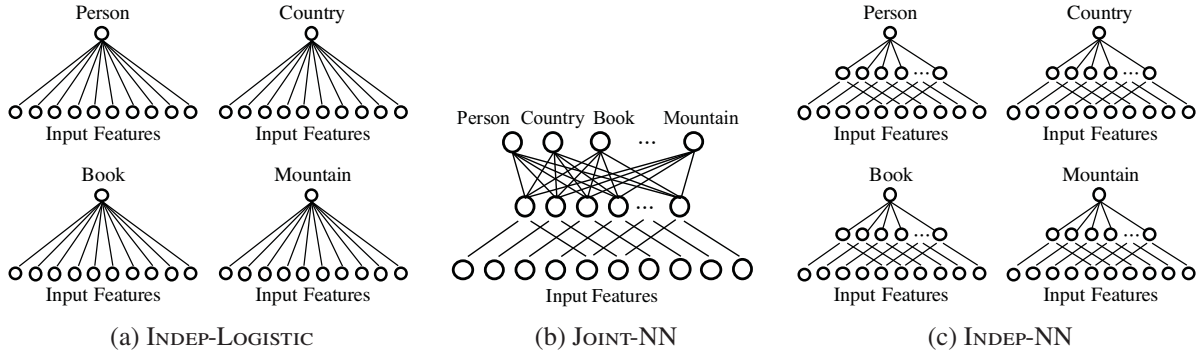 Person
Country
Input Features
Input Features
Book
Mountain
Input Features
Input Features
(a) INDEP-LOGISTIC
Person Country Book ... Mountain
...
Input Features
(b) JOINT-NN
Person
Country
...
...
Input Features
Input Features
Book
Mountain
...
...
Input Features
Input Features
(c) INDEP-NN